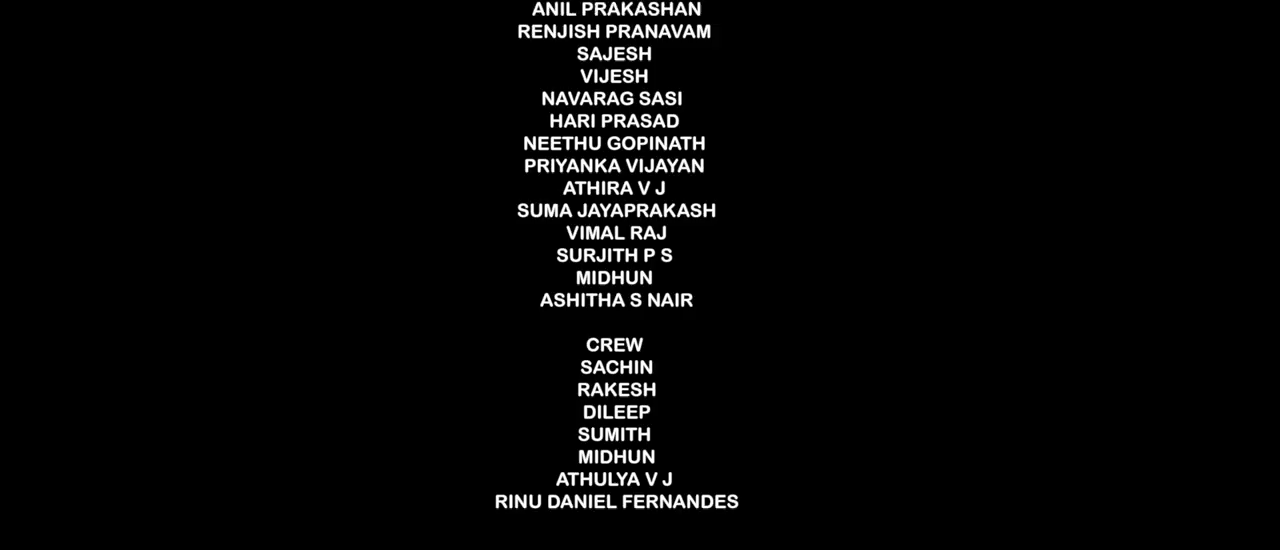 ANIL PRAKASHAN
RENJISH PRANAVAM
SAJESH
VIJESH
NAVARAG SASI
HARI PRASAD
NEETHU GOPINATH
PRIYANKA VIJAYAN
ATHIRA V J
SUMA JAYAPRAKASH
VIMAL RAJ
SURJITH P S
MIDHUN
ASHITHA S NAIR
CREW
SACHIN
RAKESH
DILEEP
SUMITH
MIDHUN
ATHULYA V J
RINU DANIEL FERNANDES